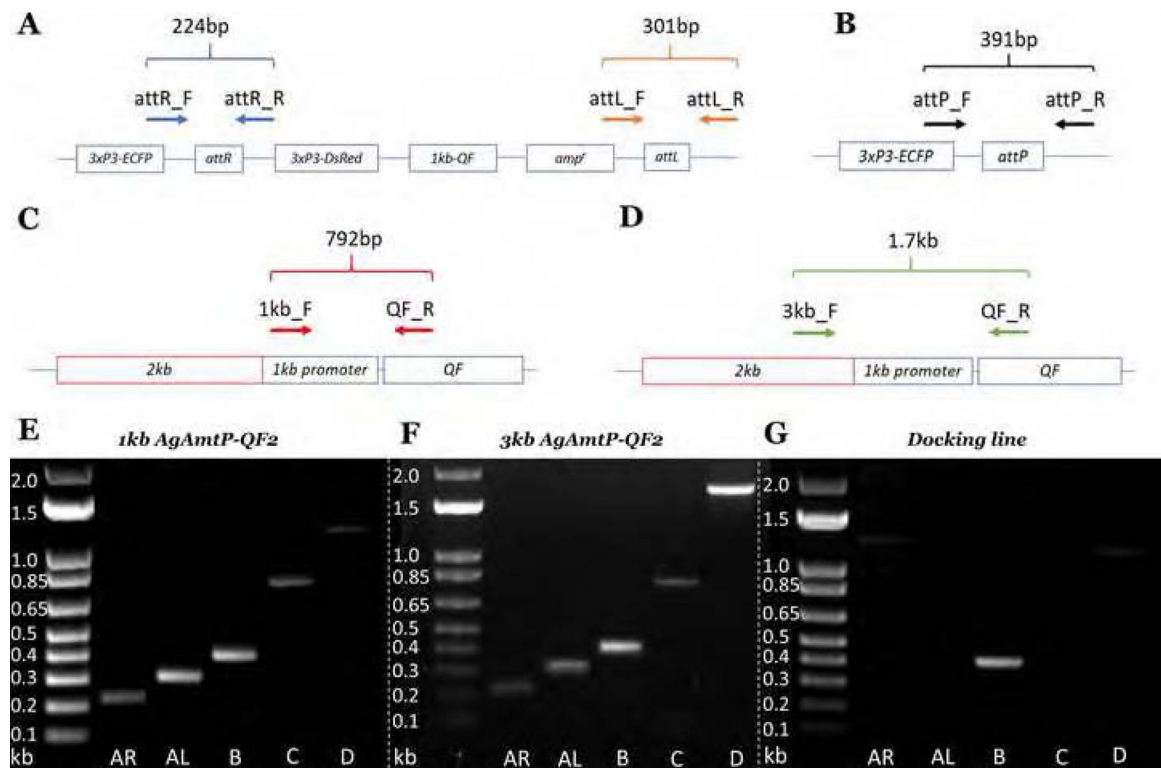 A
224bp
301bp
attR_F
attR_R
attL_F
attL_R
3xP3-ECFP
attR
3xP3-DsRed
1kb-QF
ampr
attL
B
391bp
attP_F
attP_R
3xP3-ECFP
attP
C
792bp
1kb_F
QF_R
2kb
1kb promoter
QF
D
1.7kb
3kb_F
QF_R
2kb
1kb promoter
QF
E
1kb AgAmtP-QF2
2.0
1.5
1.0
0.85
0.65
0.5
0.4
0.3
0.2
0.1
kb
AR
AL
B
C
D
F
3kb AgAmtP-QF2
2.0
1.5
1.0
0.85
0.65
0.5
0.4
0.3
0.2
0.1
kb
AR
AL
B
C
D
G
Docking line
2.0
1.5
1.0
0.85
0.65
0.5
0.4
0.3
0.2
0.1
kb
AR
AL
B
C
D